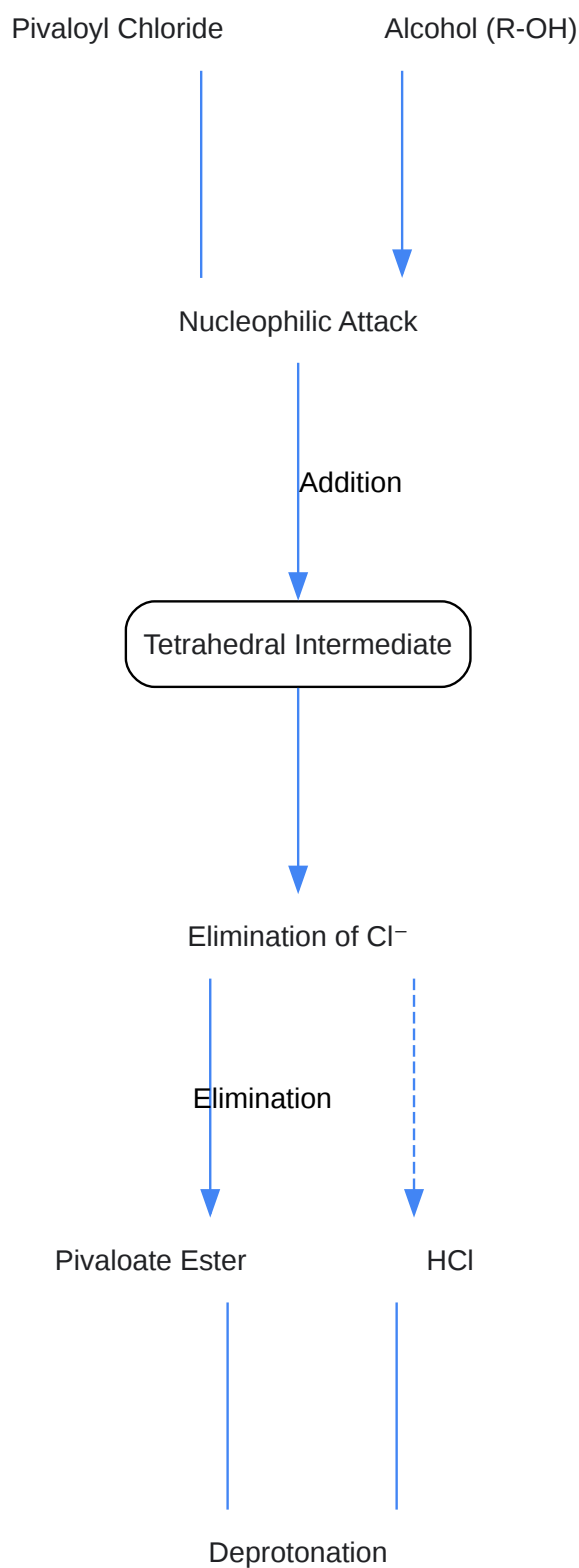 Pivaloyl Chloride
Alcohol (R-OH)
Nucleophilic Attack
Addition
Tetrahedral Intermediate
Elimination of Cl⁻
Elimination
Pivaloate Ester
HCl
Deprotonation